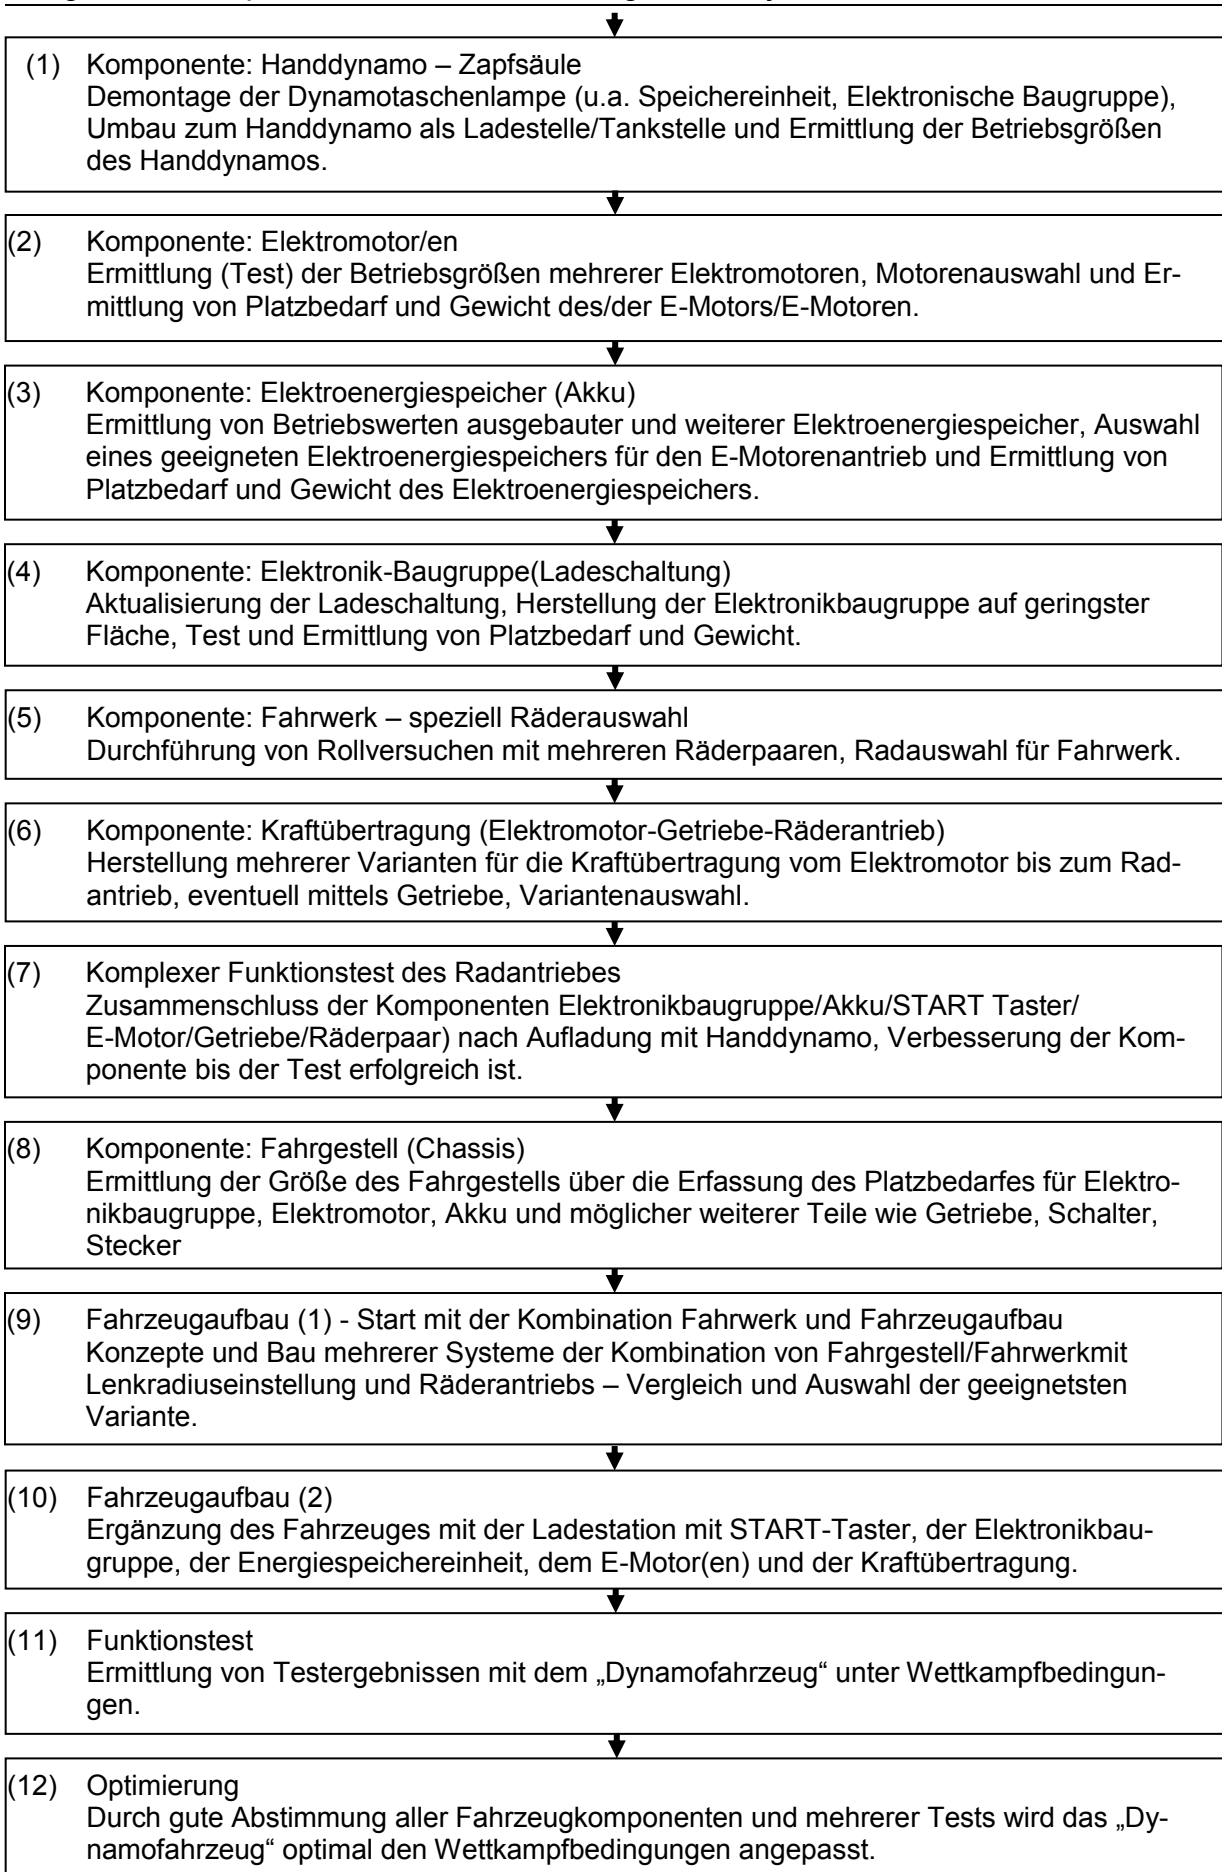 (1) Komponente: Handdynamo – Zapfsäule
Demontage der Dynamotaschenlampe (u.a. Speichereinheit, Elektronische Baugruppe),
Umbau zum Handdynamo als Ladestelle/Tankstelle und Ermittlung der Betriebsgrößen
des Handdynamos.
(2) Komponente: Elektromotor/en
Ermittlung (Test) der Betriebsgrößen mehrerer Elektromotoren, Motorenauswahl und Er-
mittlung von Platzbedarf und Gewicht des/der E-Motors/E-Motoren.
(3) Komponente: Elektroenergiespeicher (Akku)
Ermittlung von Betriebswerten ausgebauter und weiterer Elektroenergiespeicher, Auswahl
eines geeigneten Elektroenergiespeichers für den E-Motorenantrieb und Ermittlung von
Platzbedarf und Gewicht des Elektroenergiespeichers.
(4) Komponente: Elektronik-Baugruppe(Ladeschaltung)
Aktualisierung der Ladeschaltung, Herstellung der Elektronikbaugruppe auf geringster
Fläche, Test und Ermittlung von Platzbedarf und Gewicht.
(5) Komponente: Fahrwerk – speziell Räderauswahl
Durchführung von Rollversuchen mit mehreren Räderpaaren, Radauswahl für Fahrwerk.
(6) Komponente: Kraftübertragung (Elektromotor-Getriebe-Räderantrieb)
Herstellung mehrerer Varianten für die Kraftübertragung vom Elektromotor bis zum Rad-
antrieb, eventuell mittels Getriebe, Variantenauswahl.
(7) Komplexer Funktionstest des Radantriebes
Zusammenschluss der Komponenten Elektronikbaugruppe/Akku/START Taster/
E-Motor/Getriebe/Räderpaar) nach Aufladung mit Handdynamo, Verbesserung der Kom-
ponente bis der Test erfolgreich ist.
(8) Komponente: Fahrgestell (Chassis)
Ermittlung der Größe des Fahrgestells über die Erfassung des Platzbedarfes für Elektro-
nikbaugruppe, Elektromotor, Akku und möglicher weiterer Teile wie Getriebe, Schalter,
Stecker
(9) Fahrzeugaufbau (1) - Start mit der Kombination Fahrwerk und Fahrzeugaufbau
Konzepte und Bau mehrerer Systeme der Kombination von Fahrgestell/Fahrwerkmit
Lenkradiuseinstellung und Räderantriebs – Vergleich und Auswahl der geeignetsten
Variante.
(10) Fahrzeugaufbau (2)
Ergänzung des Fahrzeuges mit der Ladestation mit START-Taster, der Elektronikbau-
gruppe, der Energiespeichereinheit, dem E-Motor(en) und der Kraftübertragung.
(11) Funktionstest
Ermittlung von Testergebnissen mit dem „Dynamofahrzeug“ unter Wettkampfbedingun-
gen.
(12) Optimierung
Durch gute Abstimmung aller Fahrzeugkomponenten und mehrerer Tests wird das „Dy-
namofahrzeug“ optimal den Wettkampfbedingungen angepasst.